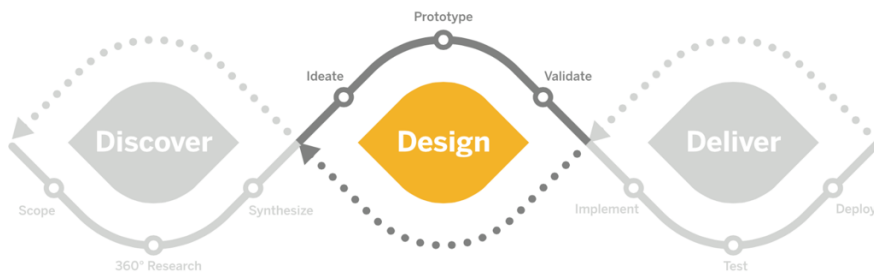 Prototype
Ideate
Validate
Discover
Design
Deliver
Scope
Synthesize
Implement
Deploy
360° Research
Test